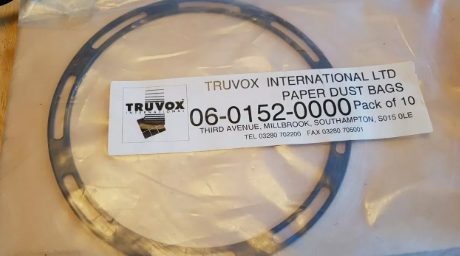 TRUVOX
INTERNATIONAL
TRUVOX INTERNATIONAL LTD
PAPER DUST BAGS
06-0152-0000 Pack of 10
THIRD AVENUE, MILLBROOK, SOUTHAMPTON, SO15 0LE
TEL 03280 702200 FAX 03280 705001